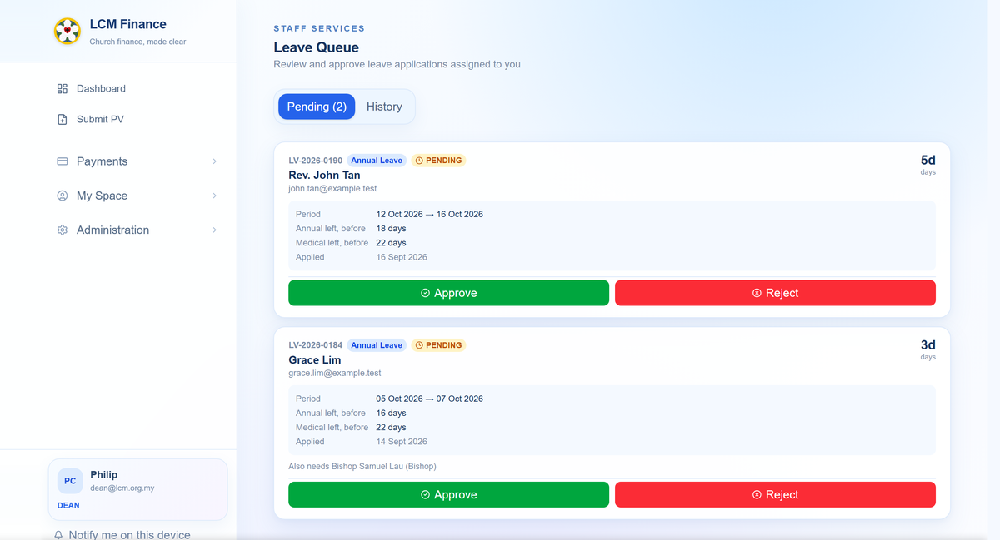 LCM Finance
Church finance, made clear
Dashboard
Submit PV
Payments
My Space
Administration
PC
Philip
dean@lcm.org.my
DEAN
Notify me on this device
STAFF SERVICES
Leave Queue
Review and approve leave applications assigned to you
Pending (2) History
LV-2026-0190 Annual Leave PENDING 5d
Rev. John Tan days
john.tan@example.test
Period 12 Oct 2026 → 16 Oct 2026
Annual left, before 18 days
Medical left, before 22 days
Applied 16 Sept 2026
Approve Reject
LV-2026-0184 Annual Leave PENDING 3d
Grace Lim days
grace.lim@example.test
Period 05 Oct 2026 → 07 Oct 2026
Annual left, before 16 days
Medical left, before 22 days
Applied 14 Sept 2026
Also needs Bishop Samuel Lau (Bishop)
Approve Reject